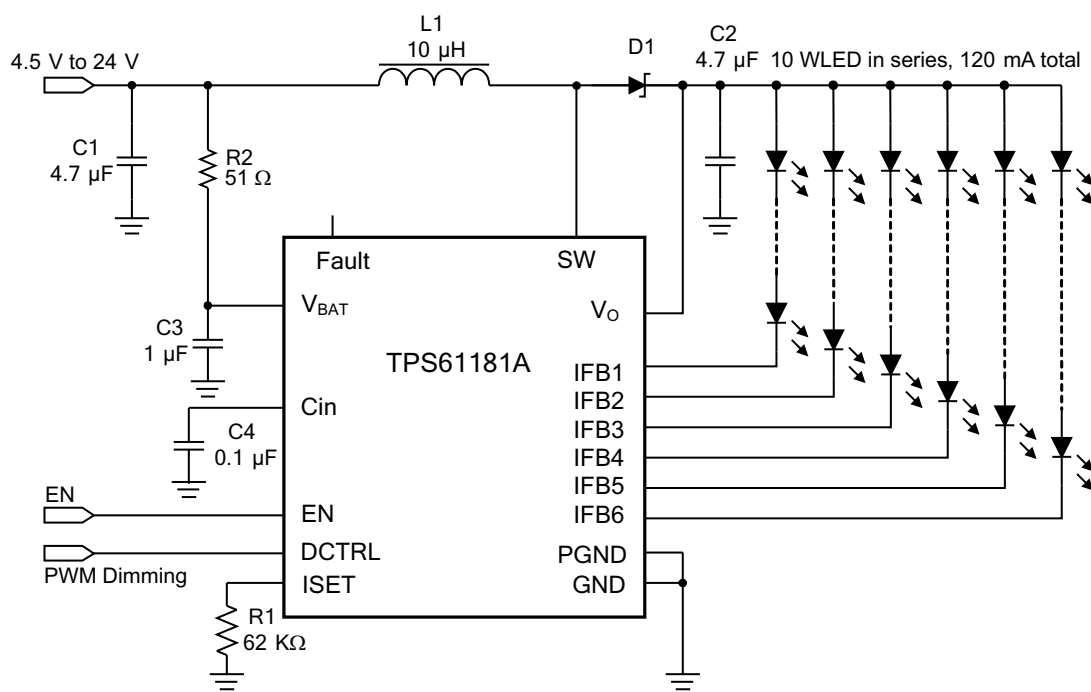 L1
10 µH
D1
C2
4.7 µF 10 WLED in series, 120 mA total
4.5 V to 24 V
C1
4.7 µF
R2
51 Ω
Fault
SW
V_BAT
V_O
C3
1 µF
TPS61181A
IFB1
IFB2
IFB3
IFB4
IFB5
IFB6
Cin
C4
0.1 µF
EN
EN
DCTRL
PWM Dimming
ISET
PGND
GND
R1
62 KΩ